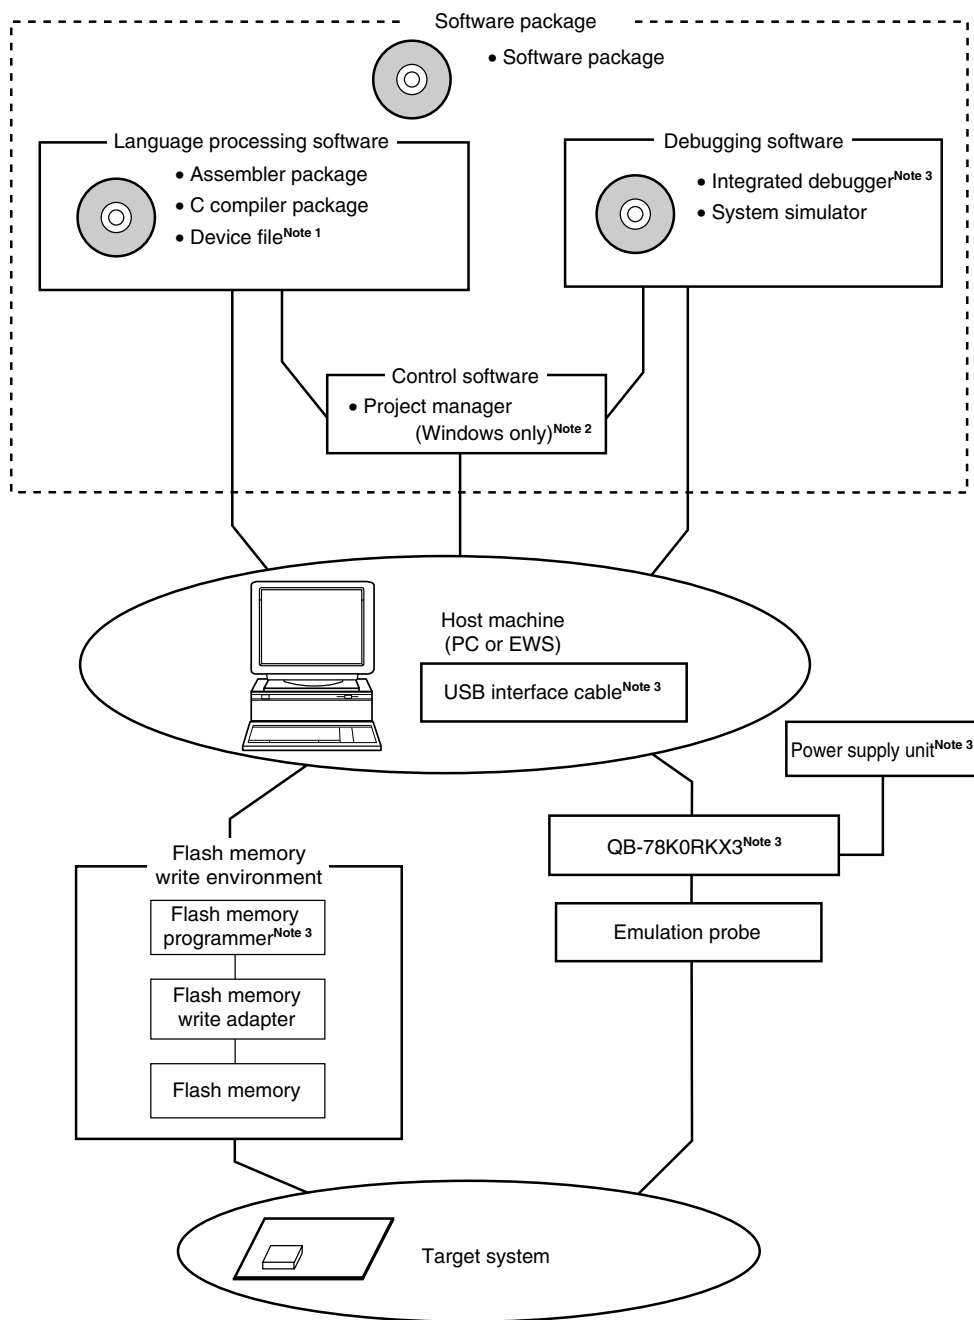 Software package
• Software package
Language processing software
• Assembler package
• C compiler package
• Device fileNote 1
Debugging software
• Integrated debuggerNote 3
• System simulator
Control software
• Project manager
(Windows only)Note 2
Host machine
(PC or EWS)
USB interface cableNote 3
Power supply unitNote 3
QB-78K0RKX3Note 3
Emulation probe
Flash memory
write environment
Flash memory
programmerNote 3
Flash memory
write adapter
Flash memory
Target system